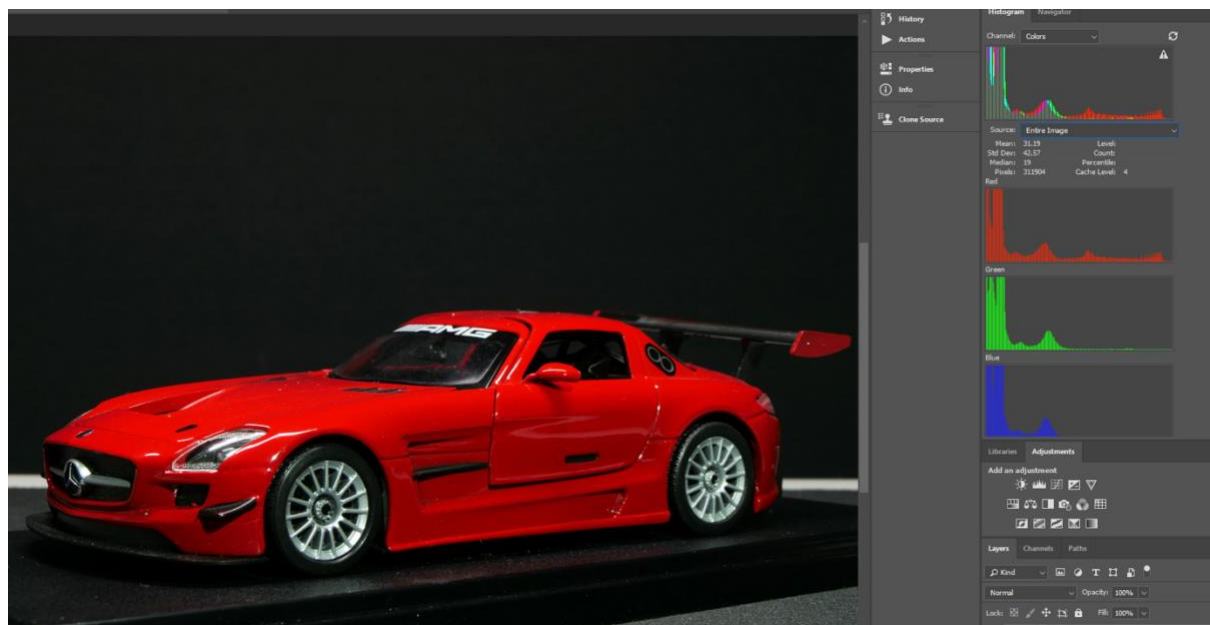 AMG
History
Actions
Properties
Info
Clone Source
Histogram Navigator
Channel: Colors
Source: Entire Image
Mean: 31.19 Level:
Std Dev: 42.57 Count:
Median: 19 Percentile:
Pixels: 311904 Cache Level: 4
Red
Green
Blue
Libraries Adjustments
Add an adjustment
Layers Channels Paths
Kind
T
Normal Opacity: 100%
Lock: Fill: 100%